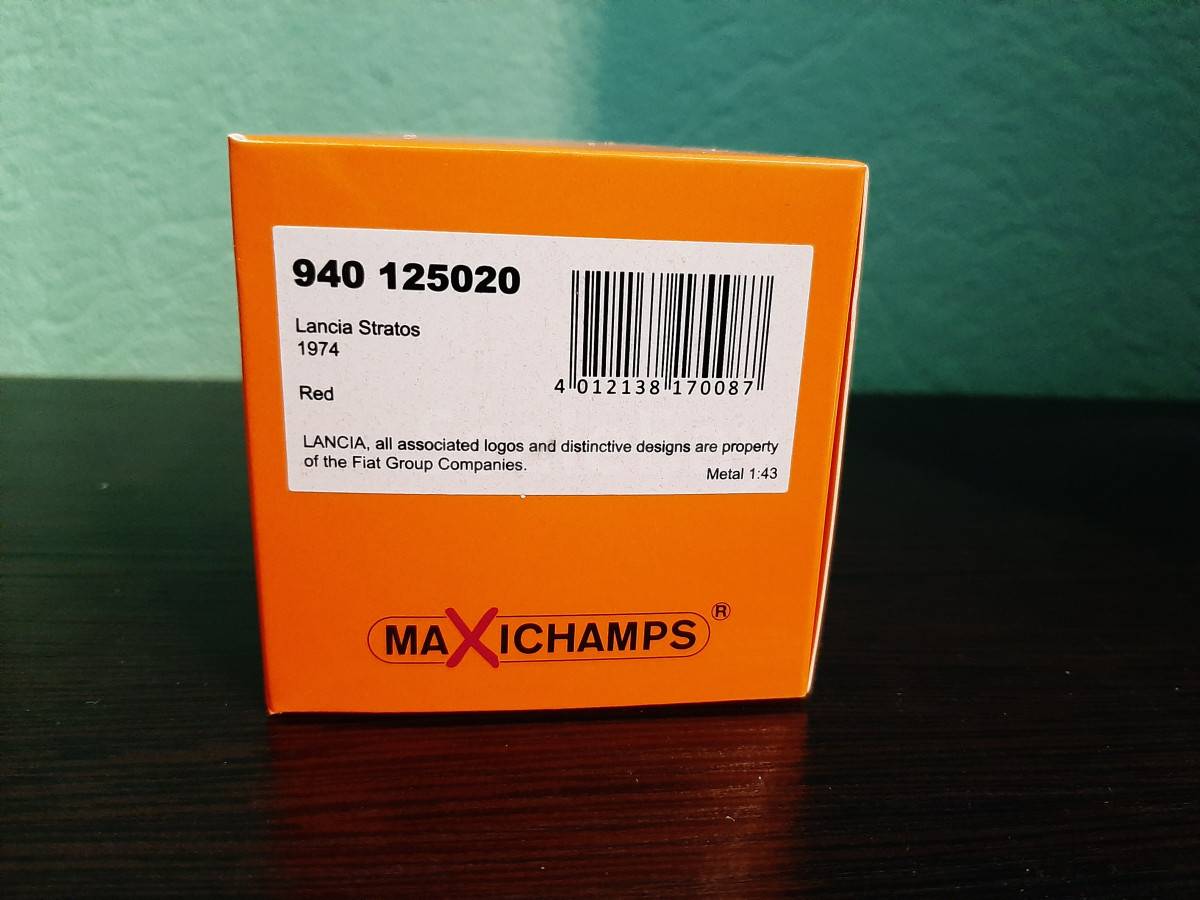 940 125020
Lancia Stratos
1974
Red
4 012138 170087
LANCIA, all associated logos and distinctive designs are property
of the Fiat Group Companies.
Metal 1:43
MAXICHAMPS®